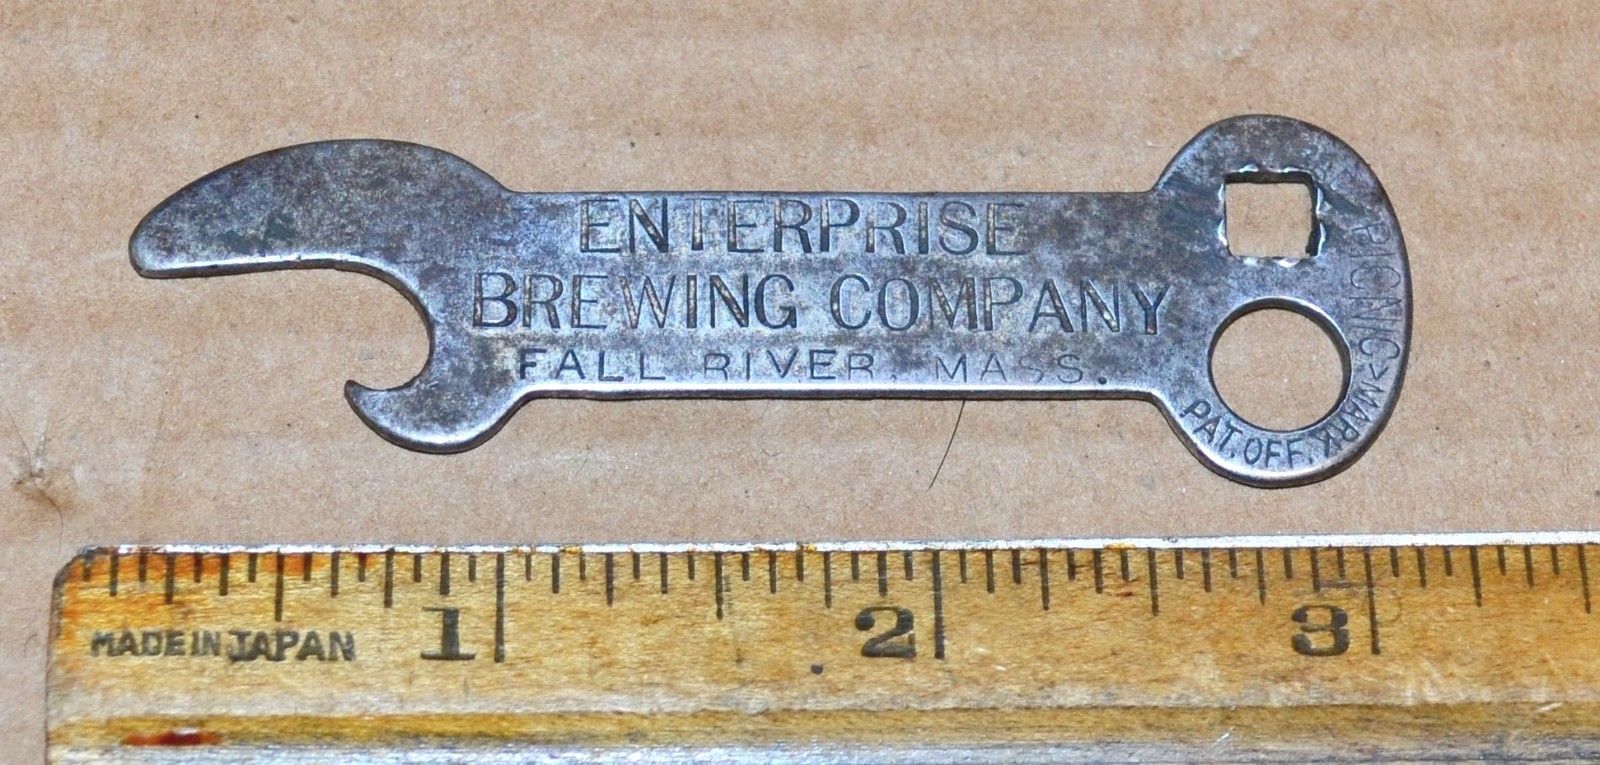 ENTERPRISE
BREWING COMPANY
FALL RIVER, MASS.
PICNIC>MARK.
PAT. OFF.
MADE IN JAPAN
1 2 3